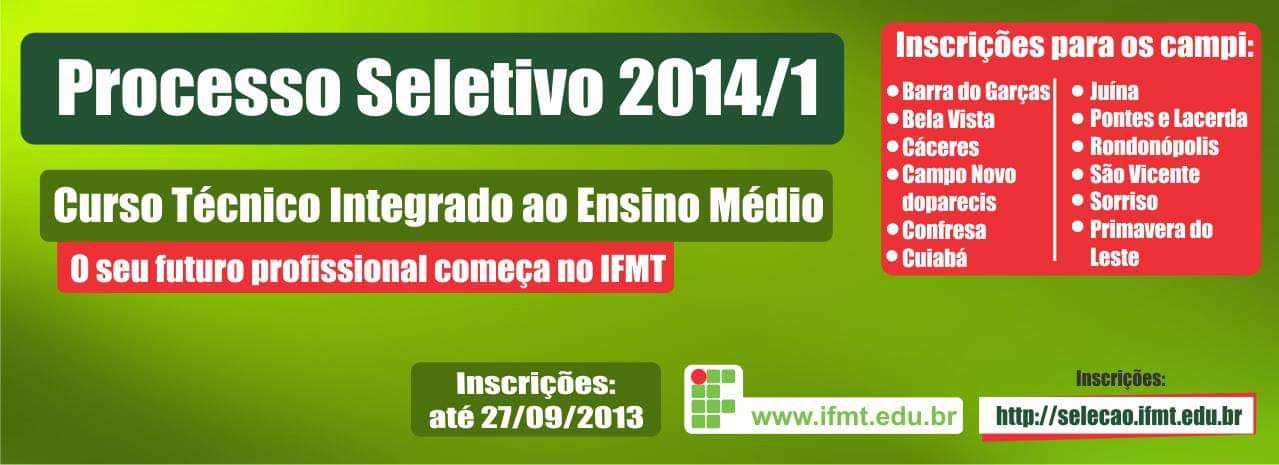 Processo Seletivo 2014/1
Curso Técnico Integrado ao Ensino Médio
O seu futuro profissional começa no IFMT
Inscrições para os campi:
Barra do Garças
Bela Vista
Cáceres
Campo Novo
doparecis
Confresa
Cuiabá
Juína
Pontes e Lacerda
Rondonópolis
São Vicente
Sorriso
Primavera do
Leste
Inscrições:
até 27/09/2013
www.ifmt.edu.br
Inscrições:
http://selecao.ifmt.edu.br